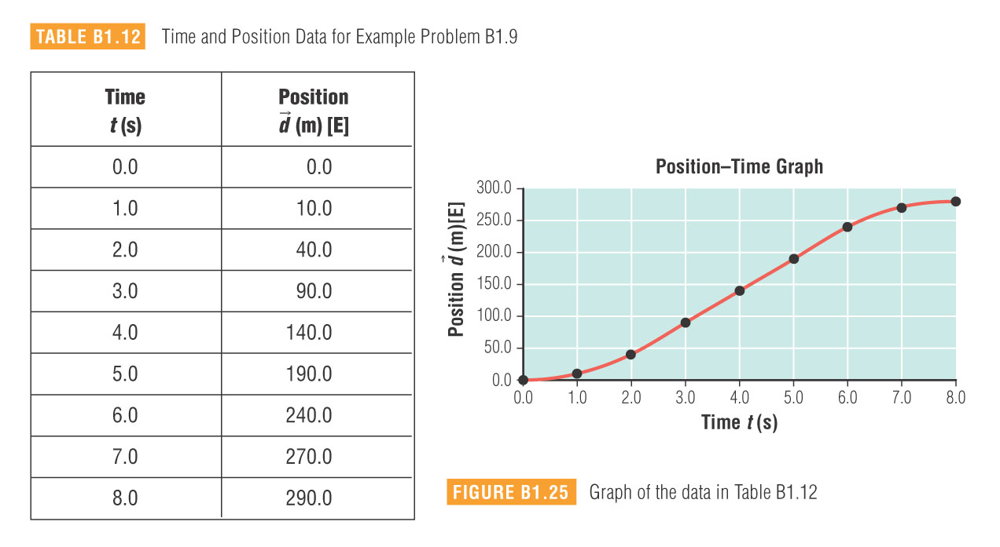 TABLE B1.12 Time and Position Data for Example Problem B1.9
Time Position
t (s) d⃗ (m) [E]
0.0 0.0
1.0 10.0
2.0 40.0
3.0 90.0
4.0 140.0
5.0 190.0
6.0 240.0
7.0 270.0
8.0 290.0
Position–Time Graph
Position d⃗ (m)[E]
300.0
250.0
200.0
150.0
100.0
50.0
0.0
0.0 1.0 2.0 3.0 4.0 5.0 6.0 7.0 8.0
Time t (s)
FIGURE B1.25 Graph of the data in Table B1.12